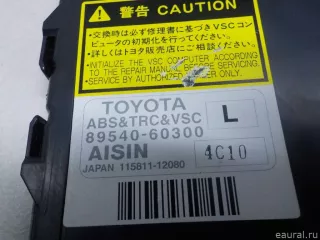 警告 CAUTION
•交換時は必ず修理書に基づきVSCコン
ピュータの初期化を行ってください。
•詳しくはトヨタ販売店にご相談ください。
•INITIALIZE THE VSC COMPUTER ACCORDING
TO THE REPAIR MANUAL BEFORE SERVICING.
•SERVICE BY AUTHORIZED
TOYOTA
L
ABS&TRC&VSC
89540-60300
AISIN
4C10
JAPAN 115811-12080
eaural.ru